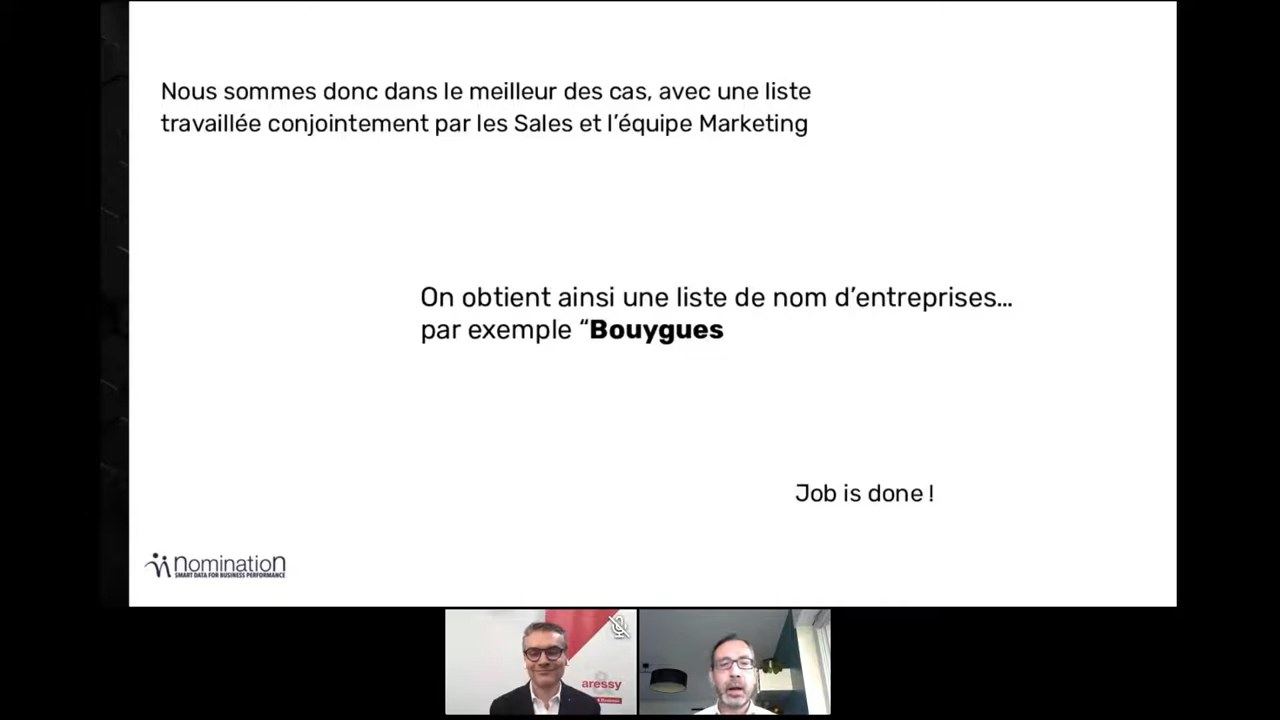 Nous sommes donc dans le meilleur des cas, avec une liste
travaillée conjointement par les Sales et l’équipe Marketing
On obtient ainsi une liste de nom d’entreprises…
par exemple “Bouygues
Job is done !
nomination
SMART DATA FOR BUSINESS PERFORMANCE
aressy